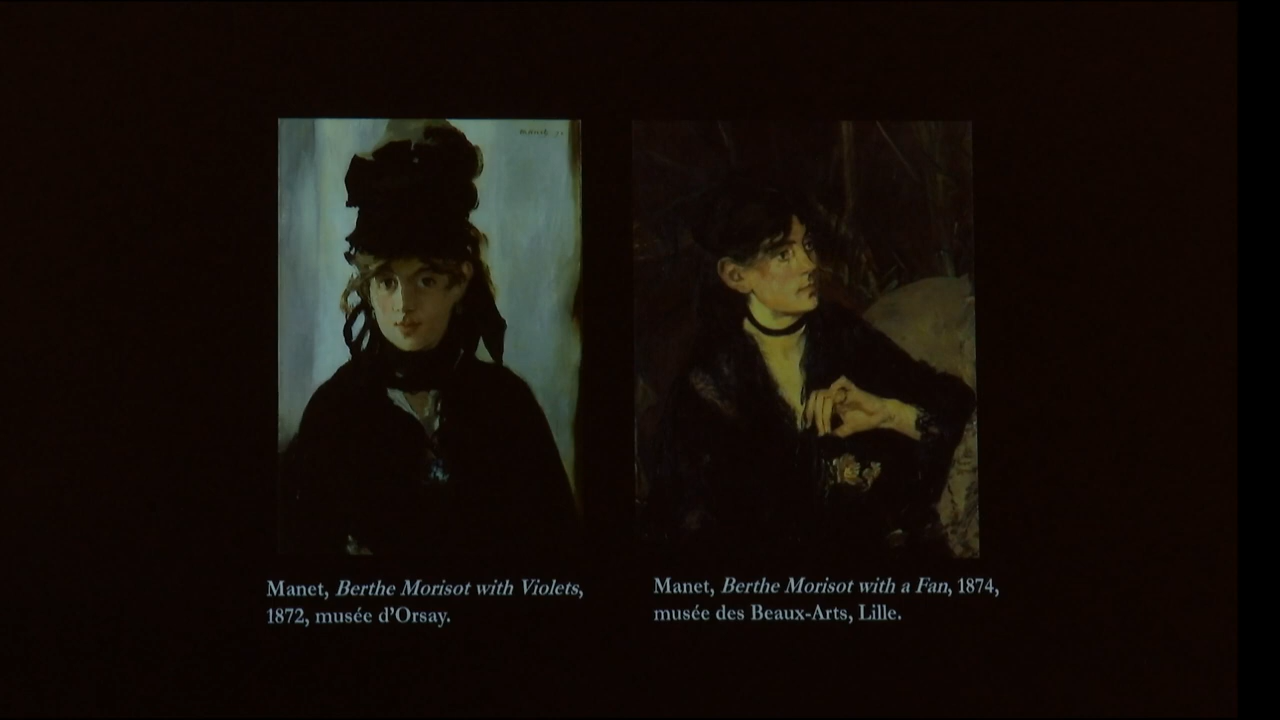 Manet, Berthe Morisot with Violets,
1872, musée d'Orsay.
Manet, Berthe Morisot with a Fan, 1874,
musée des Beaux-Arts, Lille.